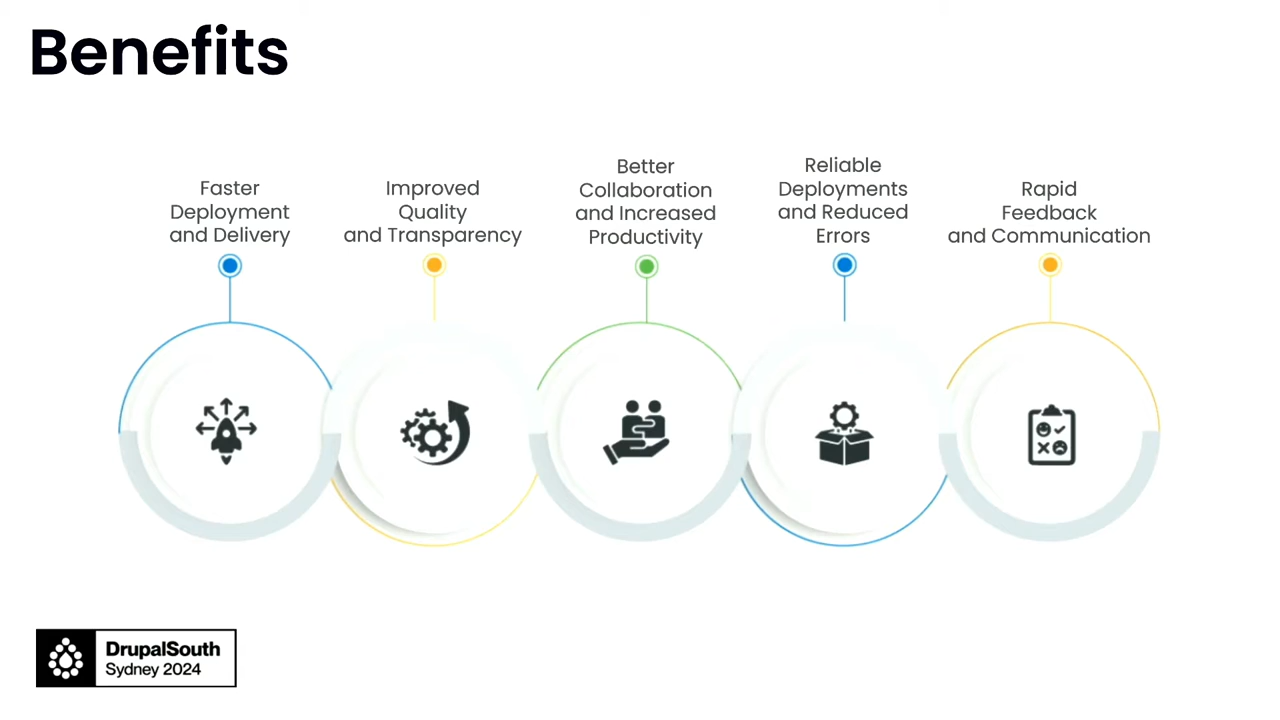 Benefits
Faster
Deployment
and Delivery
Improved
Quality
and Transparency
Better
Collaboration
and Increased
Productivity
Reliable
Deployments
and Reduced
Errors
Rapid
Feedback
and Communication
DrupalSouth
Sydney 2024